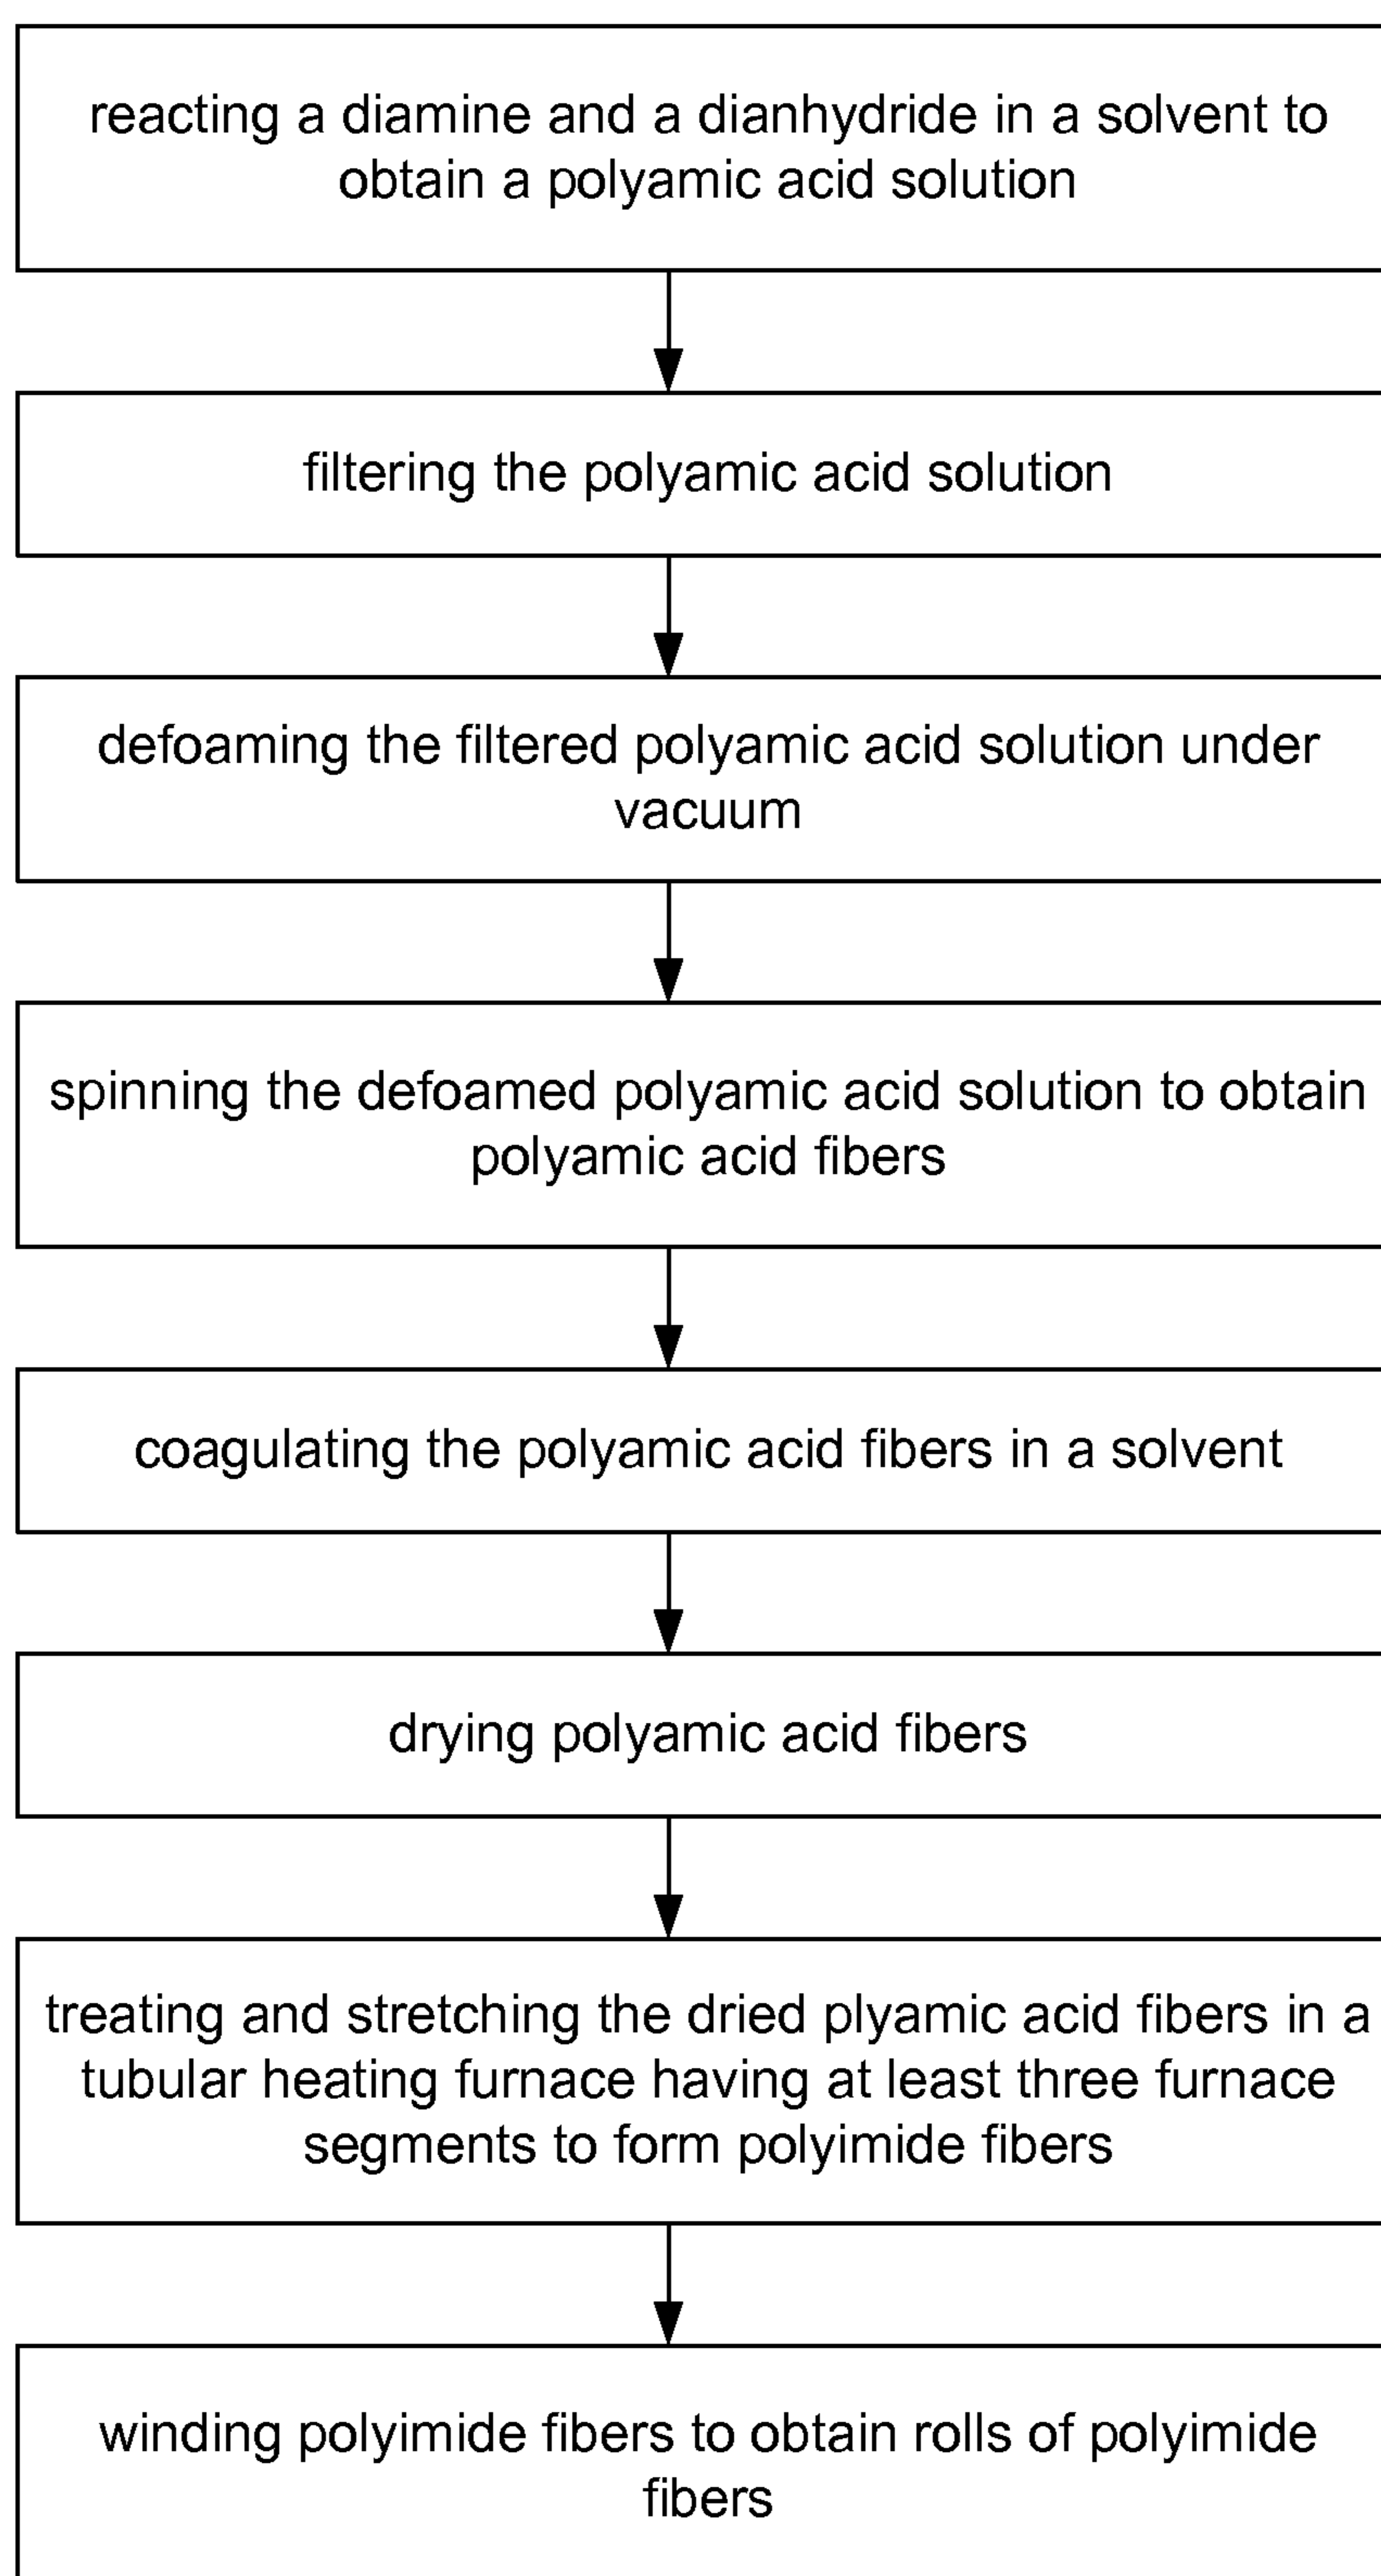 reacting a diamine and a dianhydride in a solvent to
obtain a polyamic acid solution
filtering the polyamic acid solution
defoaming the filtered polyamic acid solution under
vacuum
spinning the defoamed polyamic acid solution to obtain
polyamic acid fibers
coagulating the polyamic acid fibers in a solvent
drying polyamic acid fibers
treating and stretching the dried plyamic acid fibers in a
tubular heating furnace having at least three furnace
segments to form polyimide fibers
winding polyimide fibers to obtain rolls of polyimide
fibers